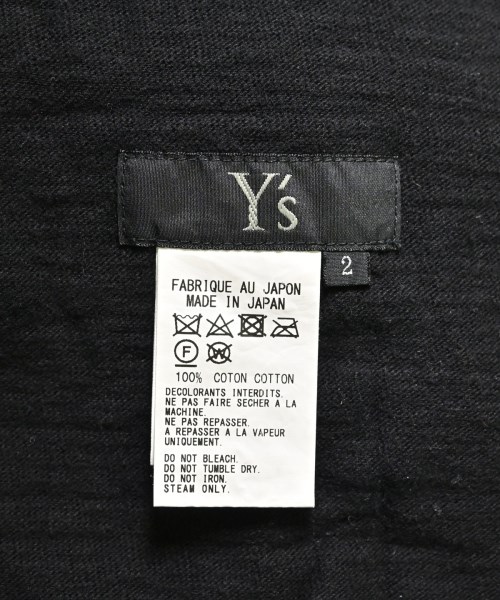 Y's
2
FABRIQUE AU JAPON
MADE IN JAPAN
F W
100% COTON COTTON
DECOLORANTS INTERDITS.
NE PAS FAIRE SECHER A LA
MACHINE.
NE PAS REPASSER.
A REPASSER A LA VAPEUR
UNIQUEMENT.
DO NOT BLEACH.
DO NOT TUMBLE DRY.
DO NOT IRON.
STEAM ONLY.